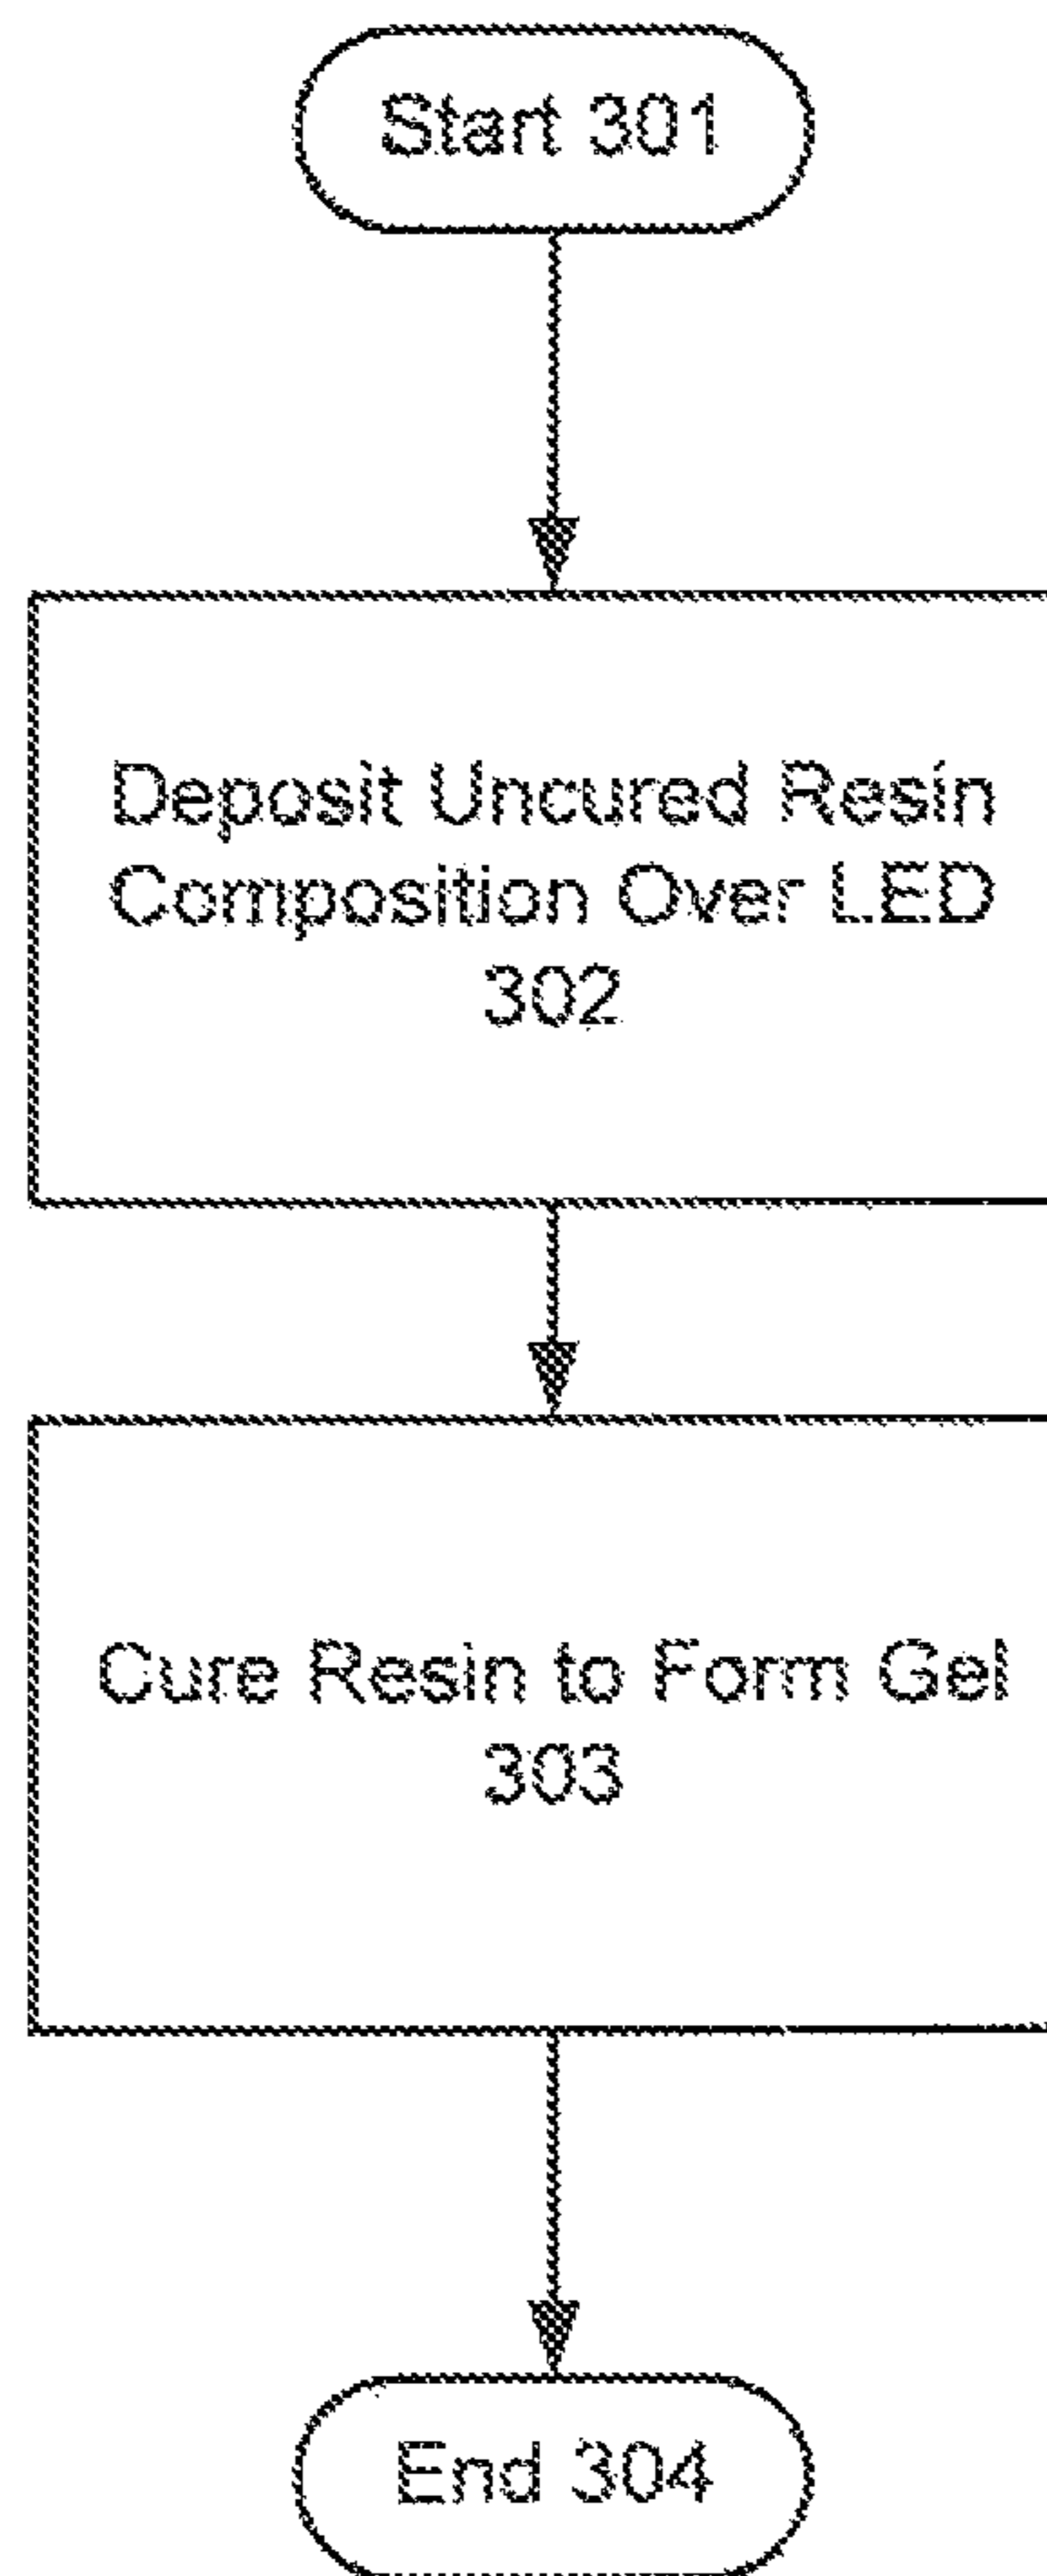 Start 301
Deposit Uncured Resin
Composition Over LED
302
Cure Resin to Form Gel
303
End 304